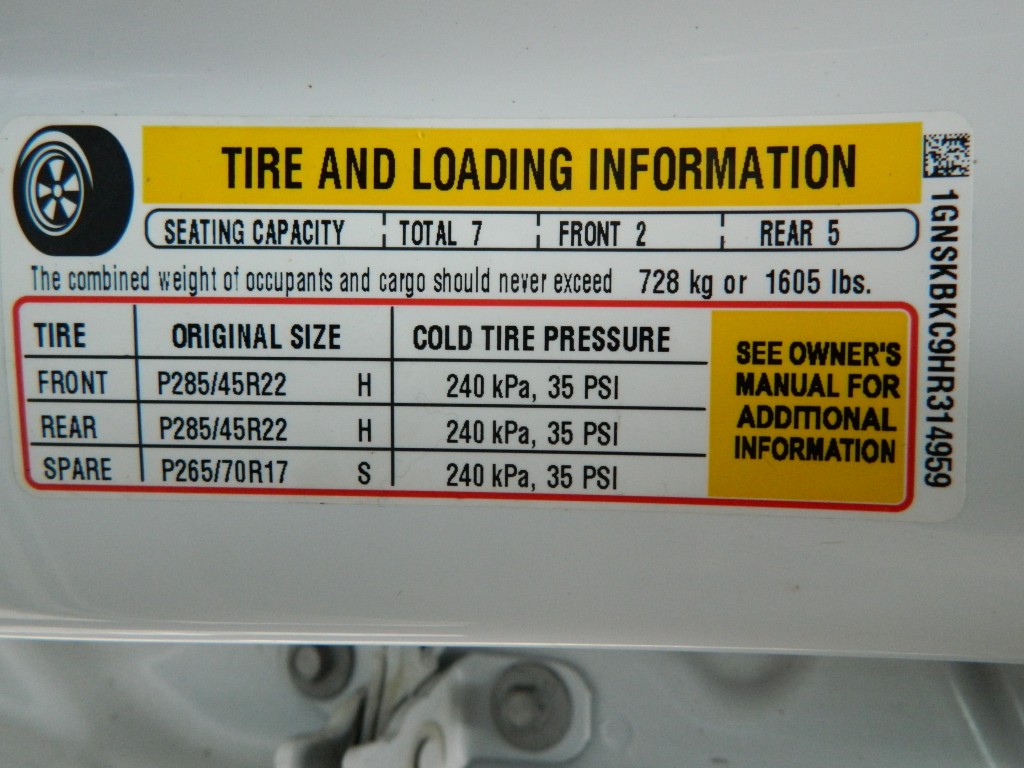 TIRE AND LOADING INFORMATION
SEATING CAPACITY TOTAL 7 FRONT 2 REAR 5
The combined weight of occupants and cargo should never exceed 728 kg or 1605 lbs.
TIRE ORIGINAL SIZE COLD TIRE PRESSURE
FRONT P285/45R22 H 240 kPa, 35 PSI
REAR P285/45R22 H 240 kPa, 35 PSI
SPARE P265/70R17 S 240 kPa, 35 PSI
SEE OWNER'S
MANUAL FOR
ADDITIONAL
INFORMATION
1GNSKBKC9HR314959